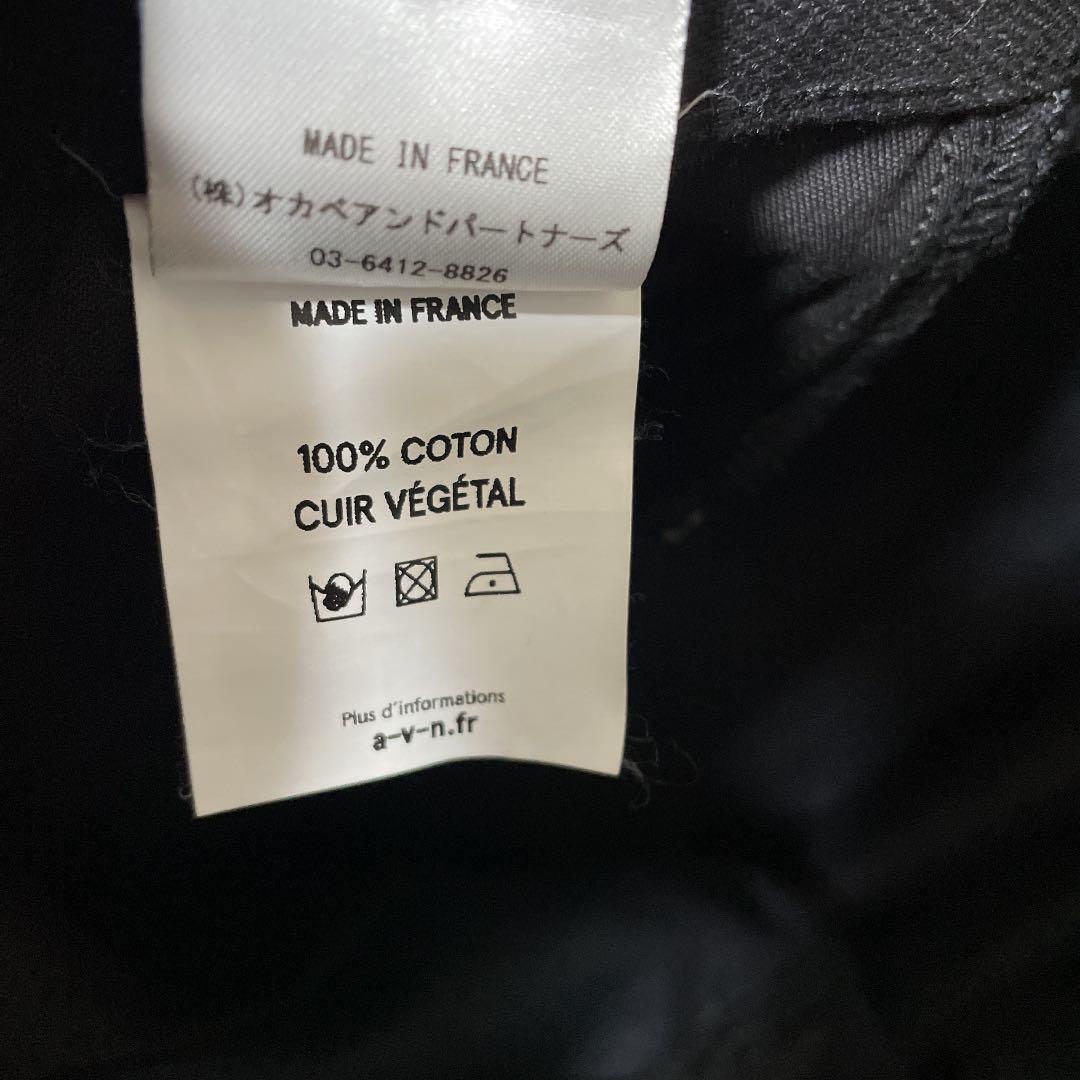 MADE IN FRANCE
(株)オカベアンドパートナーズ
03-6412-8826
MADE IN FRANCE
100% COTON
CUIR VÉGÉTAL
Plus d'informations
a-v-n.fr